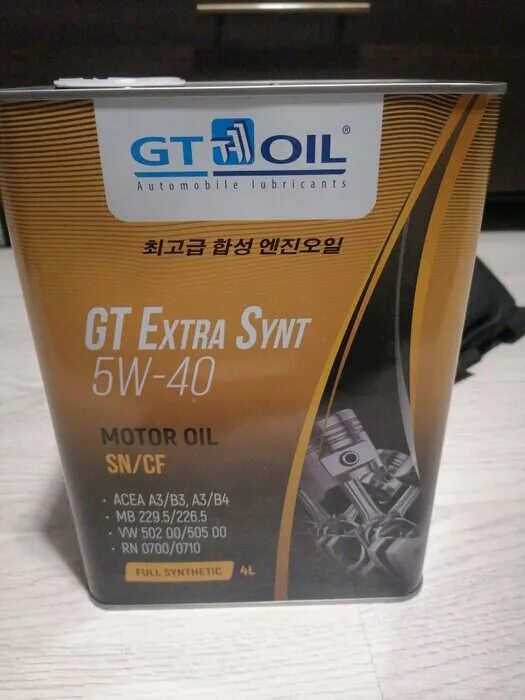 GT OIL®
Automobile lubricants
최고급 합성 엔진오일
GT EXTRA SYNT
5W-40
MOTOR OIL
SN/CF
• ACEA A3/B3, A3/B4
• MB 229.5/226.5
• VW 502 00/505 00
• RN 0700/0710
FULL SYNTHETIC 4L